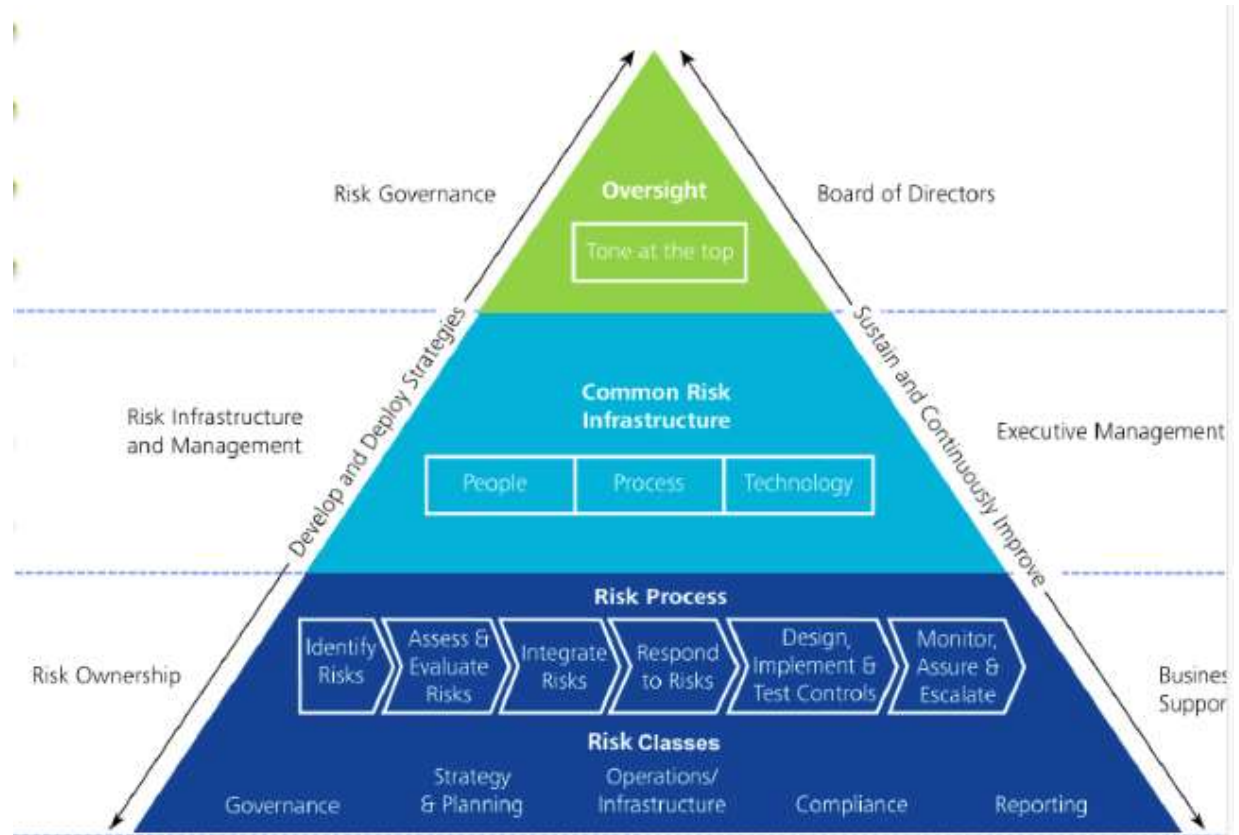 Risk Governance
Oversight
Board of Directors
Tone at the top
Develop and Deploy Strategies
Sustain and Continuously Improve
Risk Infrastructure
and Management
Common Risk
Infrastructure
Executive Management
People
Process
Technology
Risk Process
Identify
Risks
Assess &
Evaluate
Risks
Integrate
Risks
Respond
to Risks
Design,
Implement &
Test Controls
Monitor,
Assure &
Escalate
Risk Ownership
Risk Classes
Governance
Strategy
& Planning
Operations/
Infrastructure
Compliance
Reporting